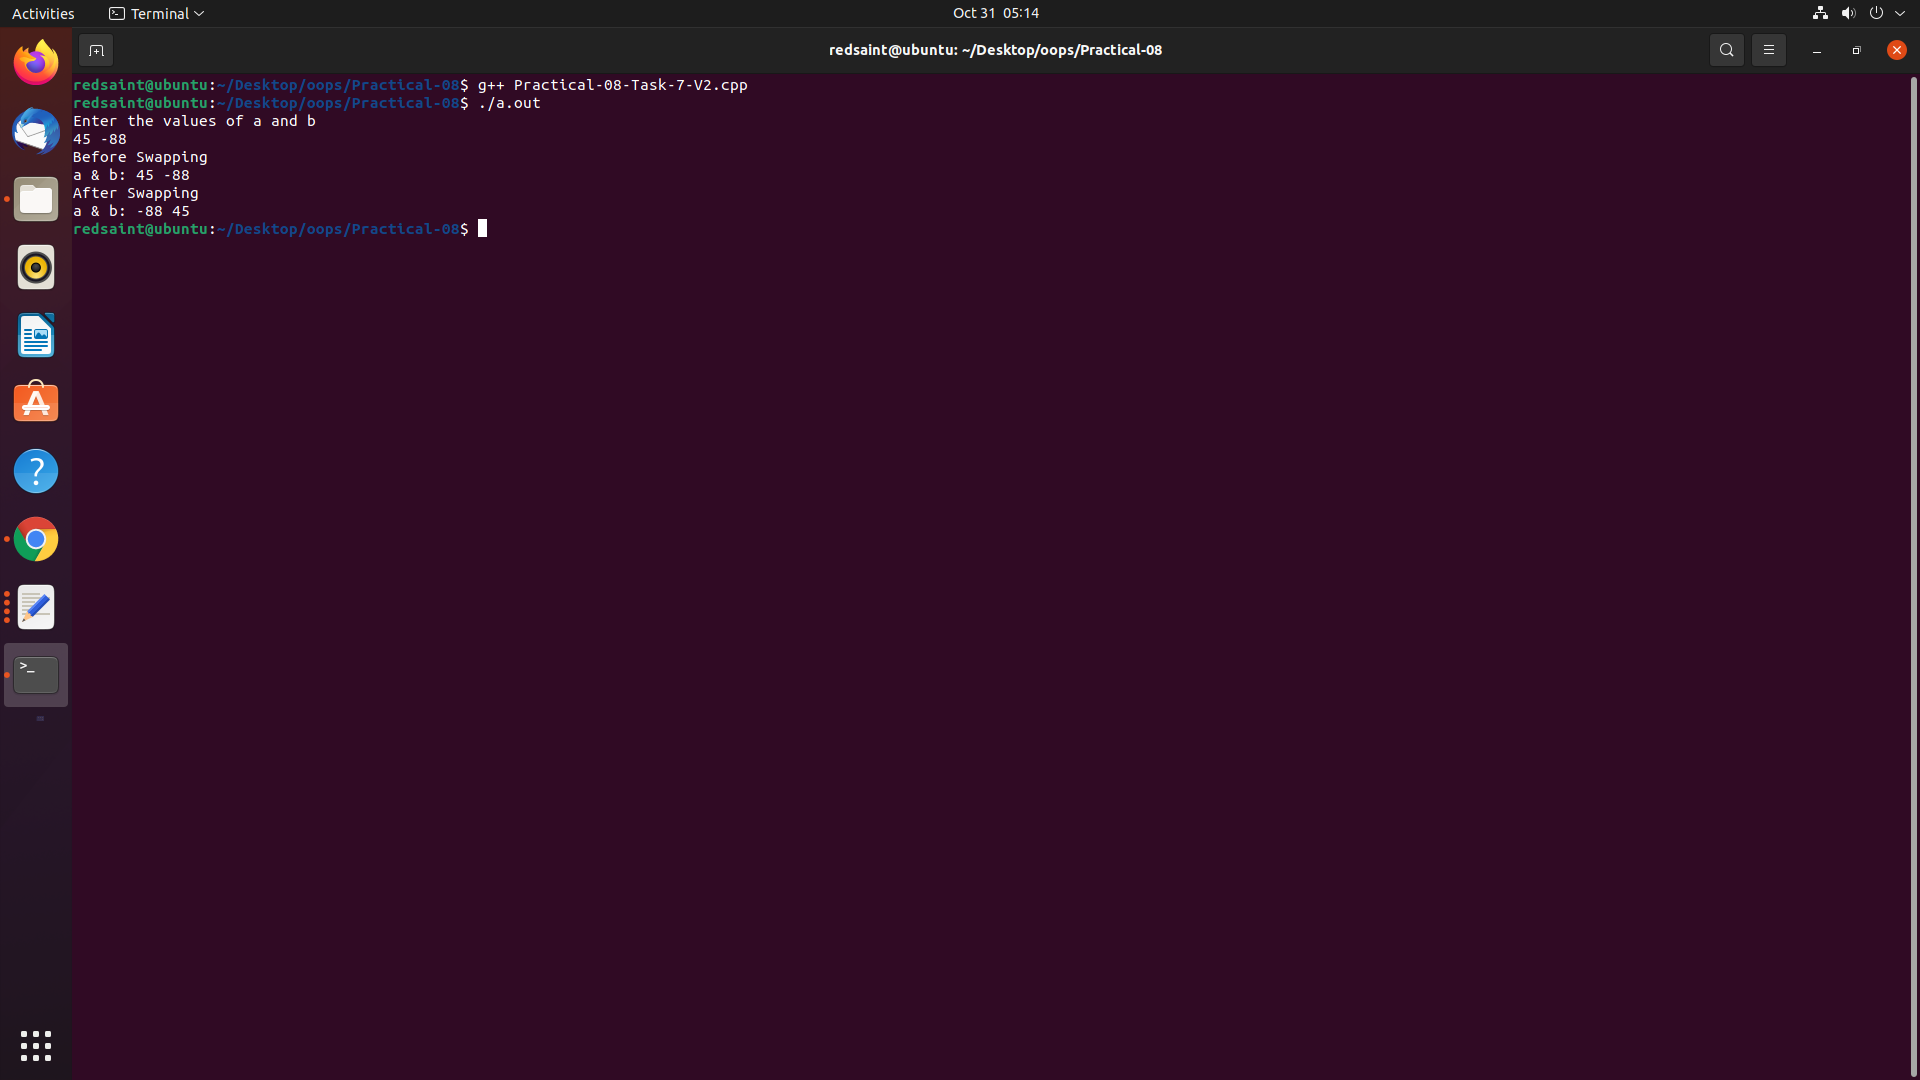 Activities
Terminal
Oct 31 05:14
redsaint@ubuntu: ~/Desktop/oops/Practical-08
redsaint@ubuntu:~/Desktop/oops/Practical-08$ g++ Practical-08-Task-7-V2.cpp
redsaint@ubuntu:~/Desktop/oops/Practical-08$ ./a.out
Enter the values of a and b
45 -88
Before Swapping
a & b: 45 -88
After Swapping
a & b: -88 45
redsaint@ubuntu:~/Desktop/oops/Practical-08$